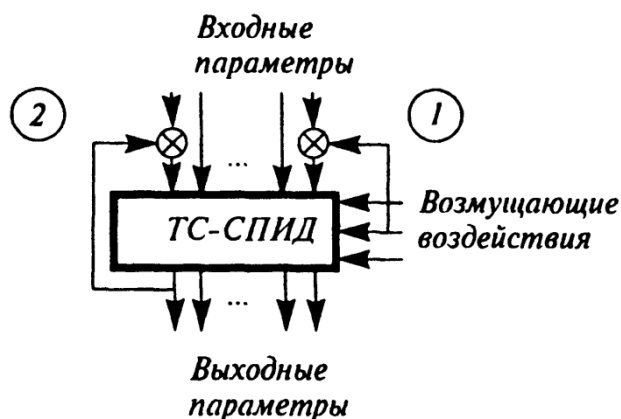 Входные
параметры
2
1
...
ТС-СПИД
Возмущающие
воздействия
...
Выходные
параметры